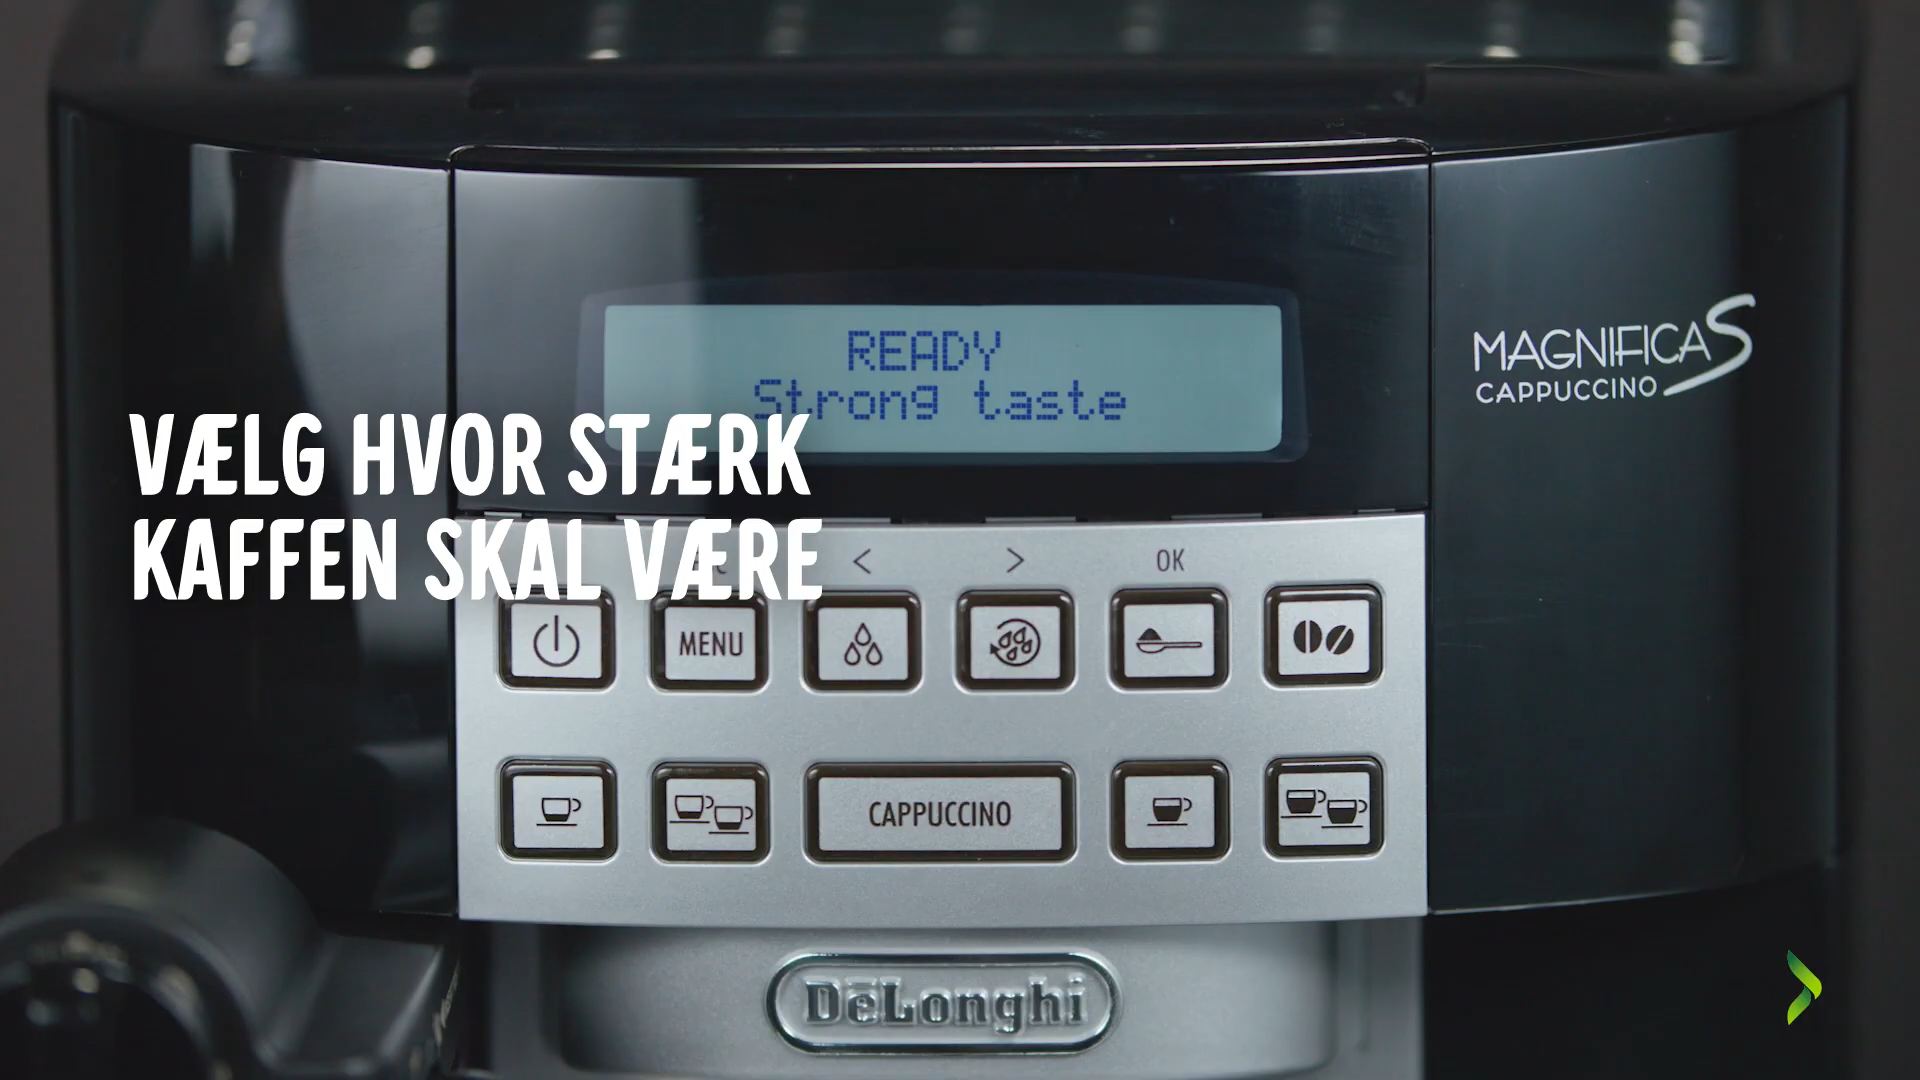 READY
Strong taste
MAGNIFICA S
CAPPUCCINO
VÆLG HVOR STÆRK
KAFFEN SKAL VÆRE
< > OK
MENU
CAPPUCCINO
DeLonghi